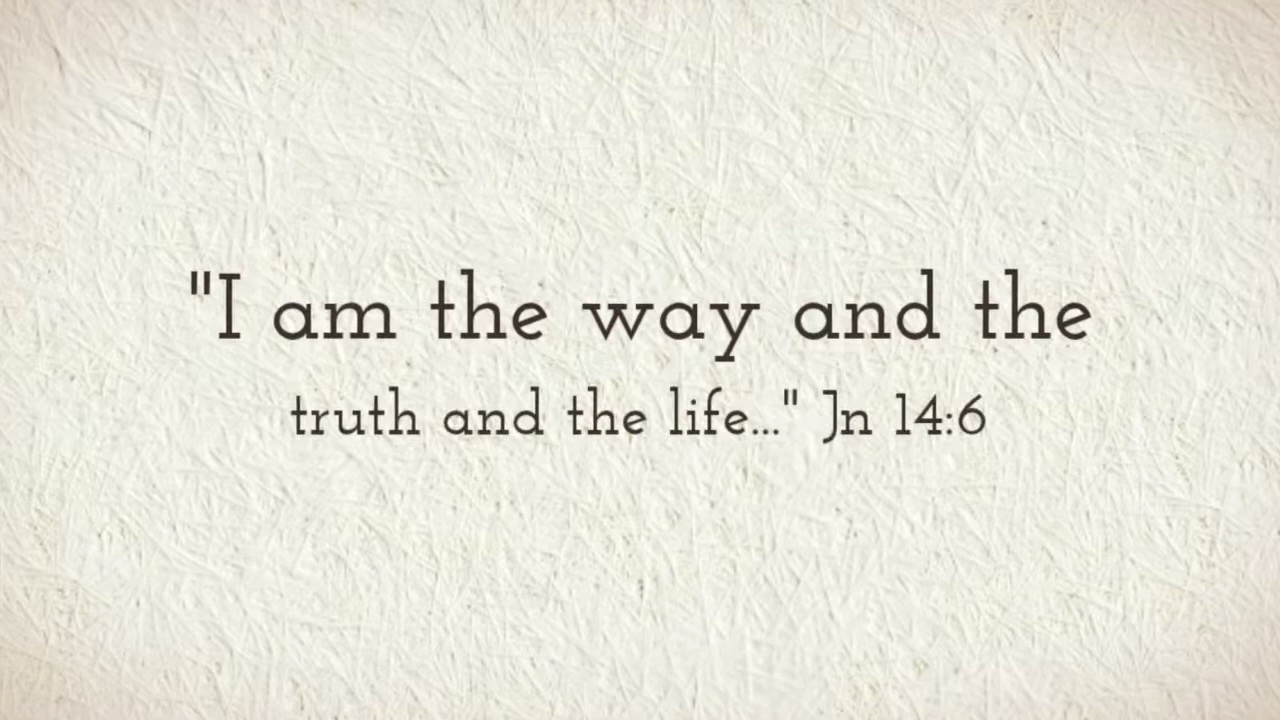 "I am the way and the
truth and the life..." Jn 14:6